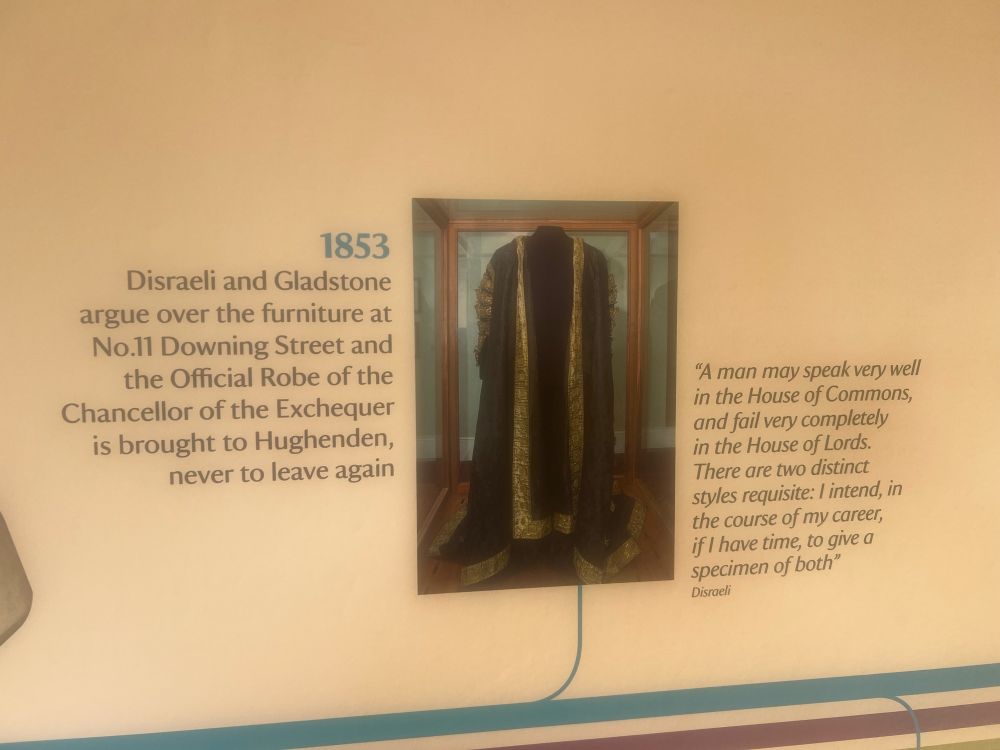 1853
Disraeli and Gladstone
argue over the furniture at
No.11 Downing Street and
the Official Robe of the
Chancellor of the Exchequer
is brought to Hughenden,
never to leave again
“A man may speak very well
in the House of Commons,
and fail very completely
in the House of Lords.
There are two distinct
styles requisite: I intend, in
the course of my career,
if I have time, to give a
specimen of both”
Disraeli